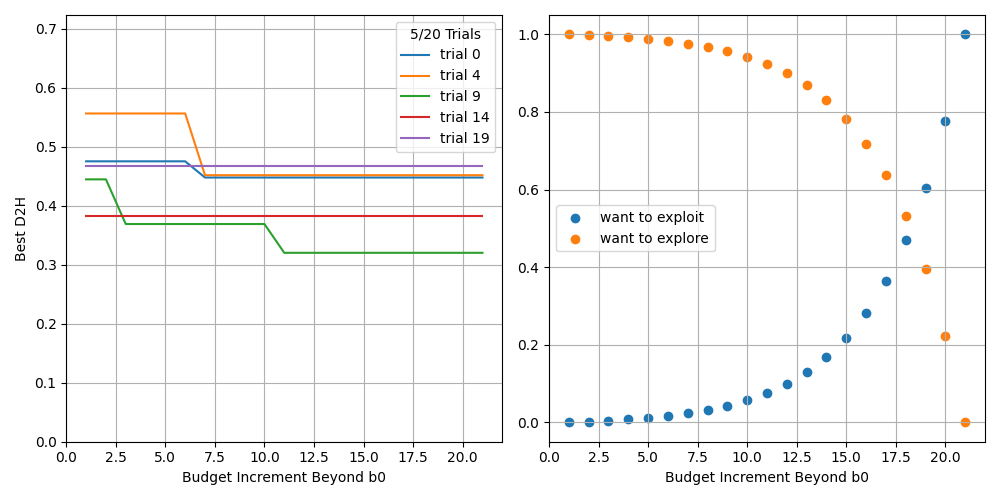 0.7
0.6
0.5
0.4
0.3
0.2
0.1
0.0
Best D2H
0.0 2.5 5.0 7.5 10.0 12.5 15.0 17.5 20.0
Budget Increment Beyond b0
5/20 Trials
trial 0
trial 4
trial 9
trial 14
trial 19
1.0
0.8
0.6
0.4
0.2
0.0
0.0 2.5 5.0 7.5 10.0 12.5 15.0 17.5 20.0
Budget Increment Beyond b0
want to exploit
want to explore